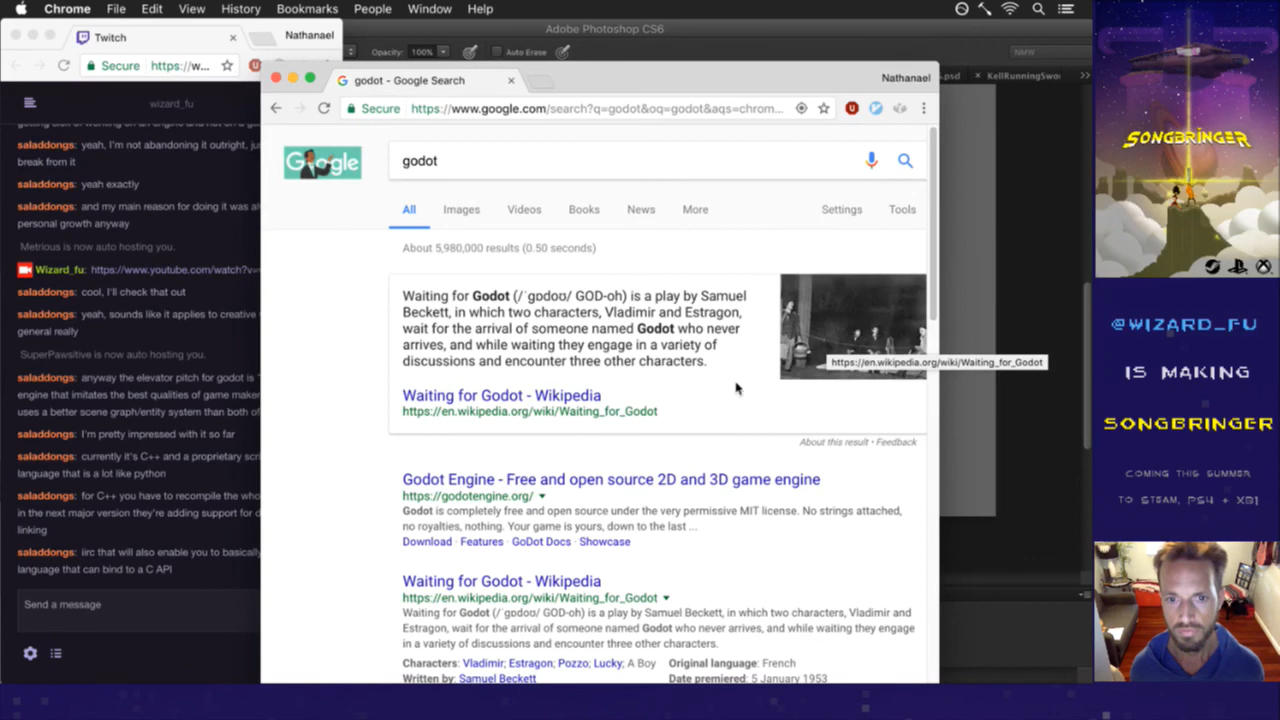 Chrome File Edit View History Bookmarks People Window Help
Adobe Photoshop CS6
Twitch
Nathanael
Opacity: 100%
Auto Erase
NMW
Secure https://w...
.psd
KellRunningSwo
wizard_fu
saladdongs: yeah, I'm not abandoning it outright, ju
break from it
saladdongs: yeah exactly
saladdongs: and my main reason for doing it was al
personal growth anyway
Metrious is now auto hosting you.
Wizard_fu: https://www.youtube.com/watch?v=
saladdongs: cool, I'll check that out
saladdongs: yeah, sounds like it applies to creative
general really
SuperPawsitive is now auto hosting you.
saladdongs: anyway the elevator pitch for godot is "
engine that imitates the best qualities of game maker
uses a better scene graph/entity system than both of
saladdongs: I'm pretty impressed with it so far
saladdongs: currently it's C++ and a proprietary scri
language that is a lot like python
saladdongs: for C++ you have to recompile the who
in the next major version they're adding support for d
linking
saladdongs: iirc that will also enable you to basically
language that can bind to a C API
Send a message
godot - Google Search
Nathanael
Secure https://www.google.com/search?q=godot&oq=godot&aqs=chrom...
Google
godot
All Images Videos Books News More Settings Tools
About 5,980,000 results (0.50 seconds)
Waiting for Godot (/ˈɡɒdoʊ/ GOD-oh) is a play by Samuel
Beckett, in which two characters, Vladimir and Estragon,
wait for the arrival of someone named Godot who never
arrives, and while waiting they engage in a variety of
discussions and encounter three other characters.
https://en.wikipedia.org/wiki/Waiting_for_Godot
Waiting for Godot - Wikipedia
https://en.wikipedia.org/wiki/Waiting_for_Godot
About this result • Feedback
Godot Engine - Free and open source 2D and 3D game engine
https://godotengine.org/
Godot is completely free and open source under the very permissive MIT license. No strings attached,
no royalties, nothing. Your game is yours, down to the last ...
Download · Features · GoDot Docs · Showcase
Waiting for Godot - Wikipedia
https://en.wikipedia.org/wiki/Waiting_for_Godot
Waiting for Godot (/ˈɡɒdoʊ/ GOD-oh) is a play by Samuel Beckett, in which two characters, Vladimir and
Estragon, wait for the arrival of someone named Godot who never arrives, and while waiting they engage
in a variety of discussions and encounter three other characters.
Characters: Vladimir; Estragon; Pozzo; Lucky; A Boy
Original language: French
Written by: Samuel Beckett
Date premiered: 5 January 1953
SONGBRINGER
@WIZARD_FU
IS MAKING
SONGBRINGER
COMING THIS SUMMER
TO STEAM, PS4 + XB1